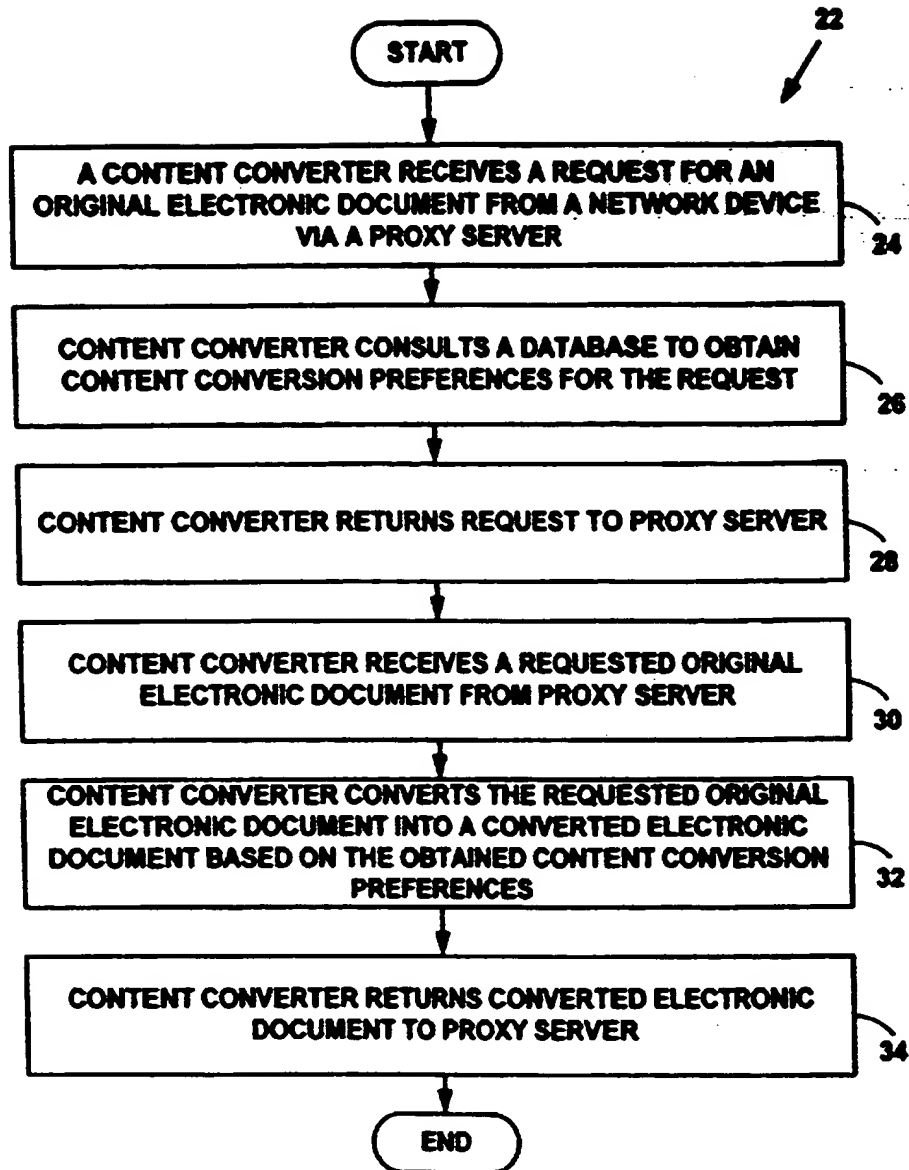 22
START
A CONTENT CONVERTER RECEIVES A REQUEST FOR AN
ORIGINAL ELECTRONIC DOCUMENT FROM A NETWORK DEVICE
VIA A PROXY SERVER
24
CONTENT CONVERTER CONSULTS A DATABASE TO OBTAIN
CONTENT CONVERSION PREFERENCES FOR THE REQUEST
26
CONTENT CONVERTER RETURNS REQUEST TO PROXY SERVER
28
CONTENT CONVERTER RECEIVES A REQUESTED ORIGINAL
ELECTRONIC DOCUMENT FROM PROXY SERVER
30
CONTENT CONVERTER CONVERTS THE REQUESTED ORIGINAL
ELECTRONIC DOCUMENT INTO A CONVERTED ELECTRONIC
DOCUMENT BASED ON THE OBTAINED CONTENT CONVERSION
PREFERENCES
32
CONTENT CONVERTER RETURNS CONVERTED ELECTRONIC
DOCUMENT TO PROXY SERVER
34
END